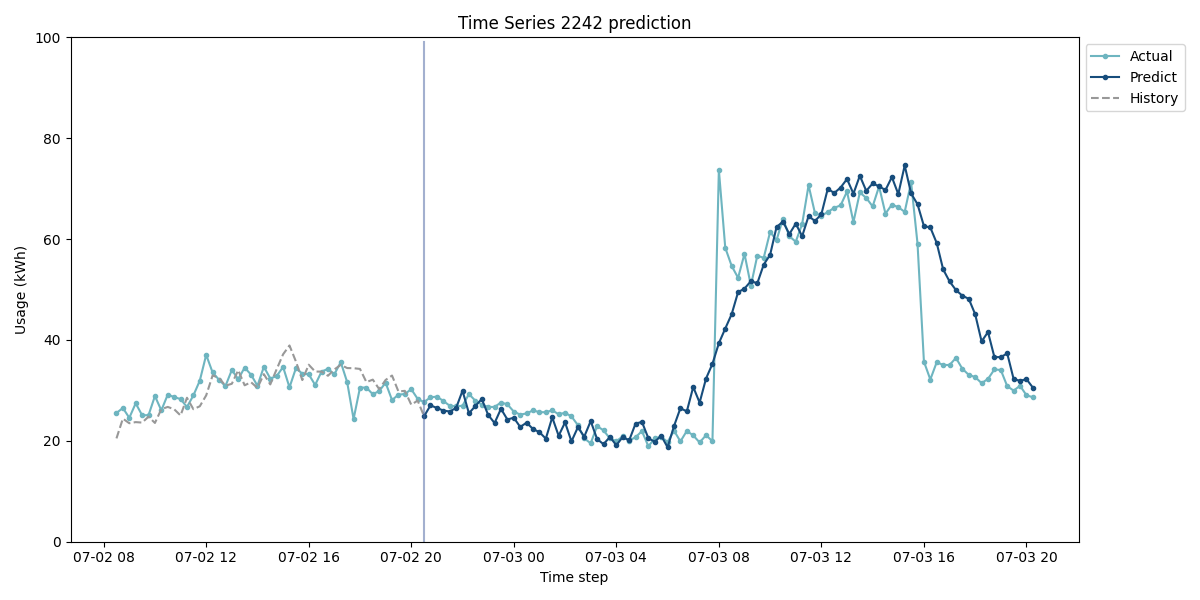 Time Series 2242 prediction
100
80
60
40
20
0
Usage (kWh)
07-02 08
07-02 12
07-02 16
07-02 20
07-03 00
07-03 04
07-03 08
07-03 12
07-03 16
07-03 20
Time step
Actual
Predict
History